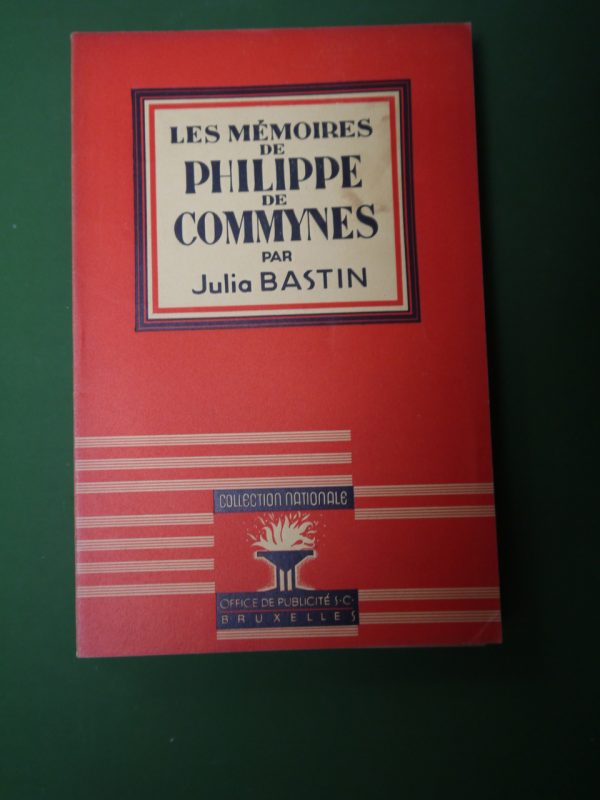 LES MÉMOIRES
DE
PHILIPPE
DE
COMMYNES
PAR
Julia BASTIN
COLLECTION NATIONALE
OFFICE DE PUBLICITÉ S·C·
BRUXELLES